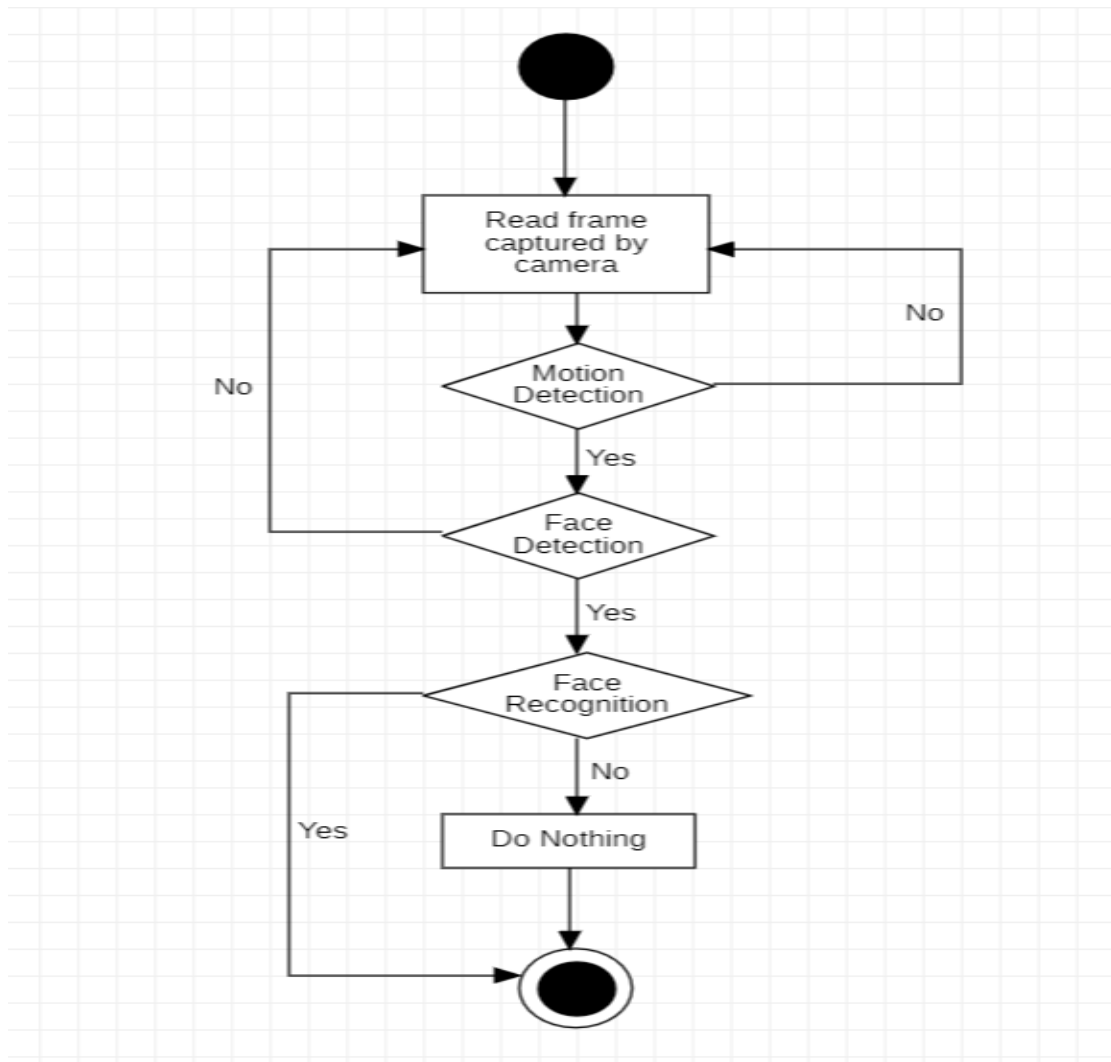 Read frame
captured by
camera
No
Motion
Detection
No
Yes
Face
Detection
Yes
Face
Recognition
No
Yes
Do Nothing